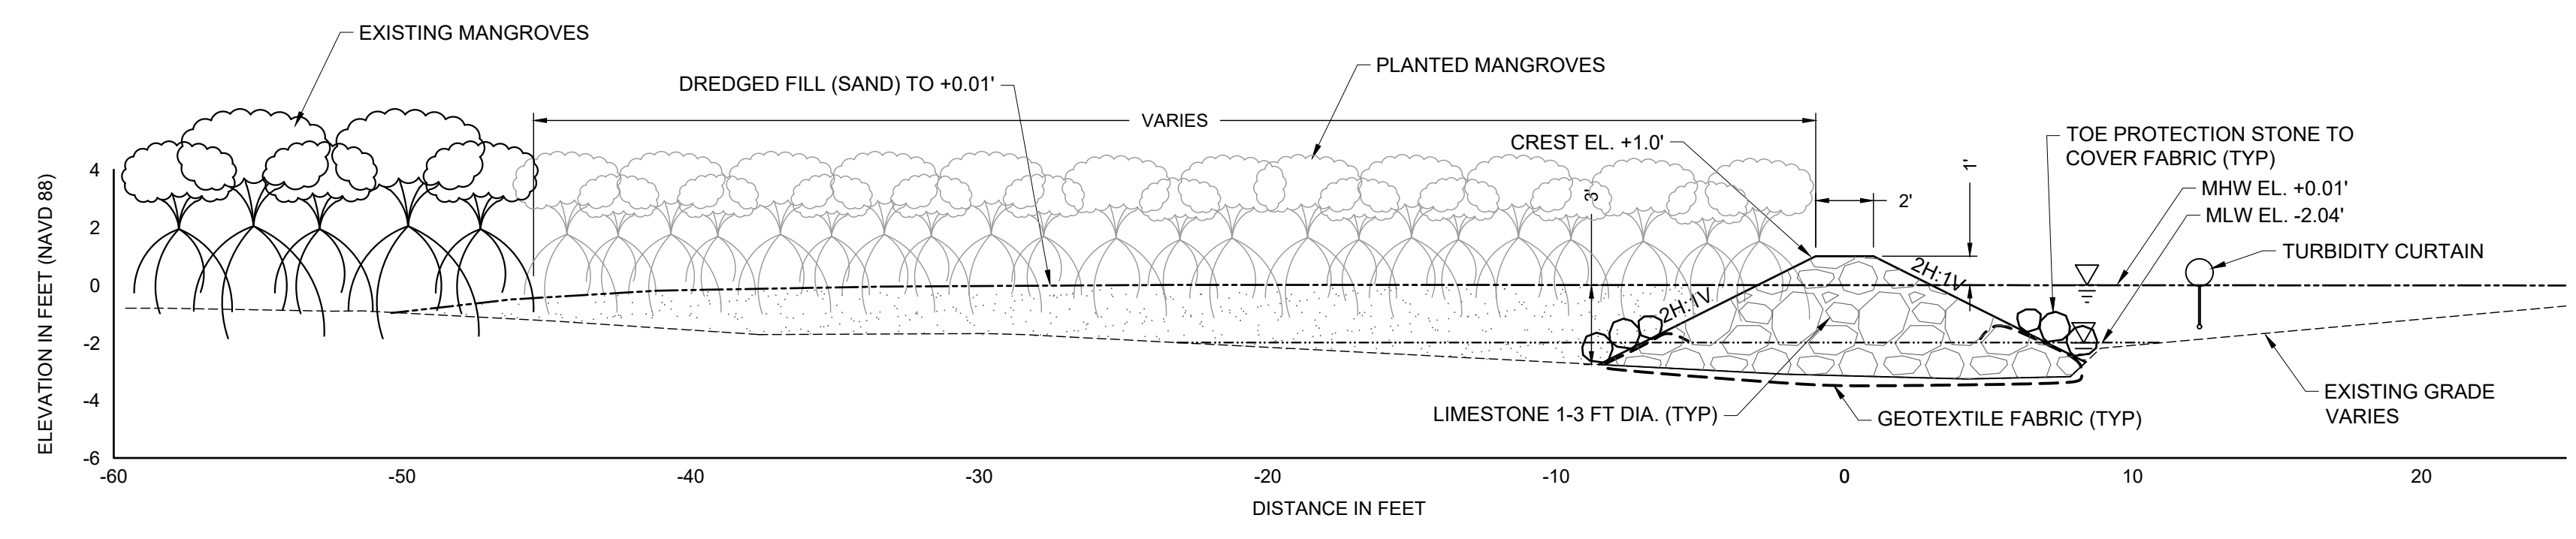 EXISTING MANGROVES
PLANTED MANGROVES
DREDGED FILL (SAND) TO +0.01'
VARIES
CREST EL. +1.0'
TOE PROTECTION STONE TO
COVER FABRIC (TYP)
MHW EL. +0.01'
MLW EL. -2.04'
TURBIDITY CURTAIN
1'
3'
2'
2H:1V
2H:1V
LIMESTONE 1-3 FT DIA. (TYP)
GEOTEXTILE FABRIC (TYP)
EXISTING GRADE
VARIES
ELEVATION IN FEET (NAVD 88)
4
2
0
-2
-4
-6
-60
-50
-40
-30
-20
-10
0
10
20
DISTANCE IN FEET